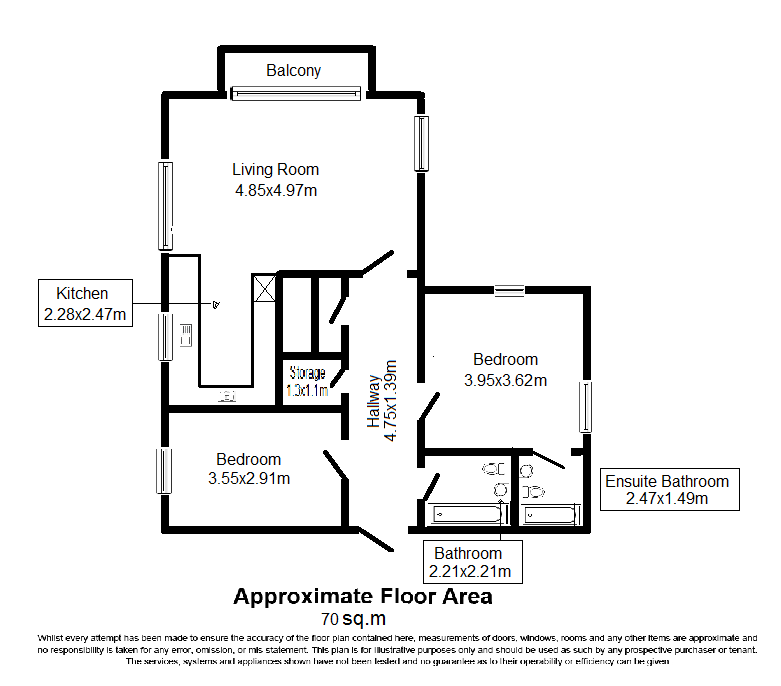 Balcony
Living Room
4.85x4.97m
Kitchen
2.28x2.47m
Storage
1.0x1.1m
Hallway
4.75x1.39m
Bedroom
3.95x3.62m
Bedroom
3.55x2.91m
Ensuite Bathroom
2.47x1.49m
Bathroom
2.21x2.21m
Approximate Floor Area
70 sq.m
Whilst every attempt has been made to ensure the accuracy of the floor plan contained here, measurements of doors, windows, rooms and any other items are approximate and
no responsibility is taken for any error, omission, or mis statement. This plan is for illustrative purposes only and should be used as such by any prospective purchaser or tenant.
The services, systems and appliances shown have not been tested and no guarantee as to their operability or efficiency can be given